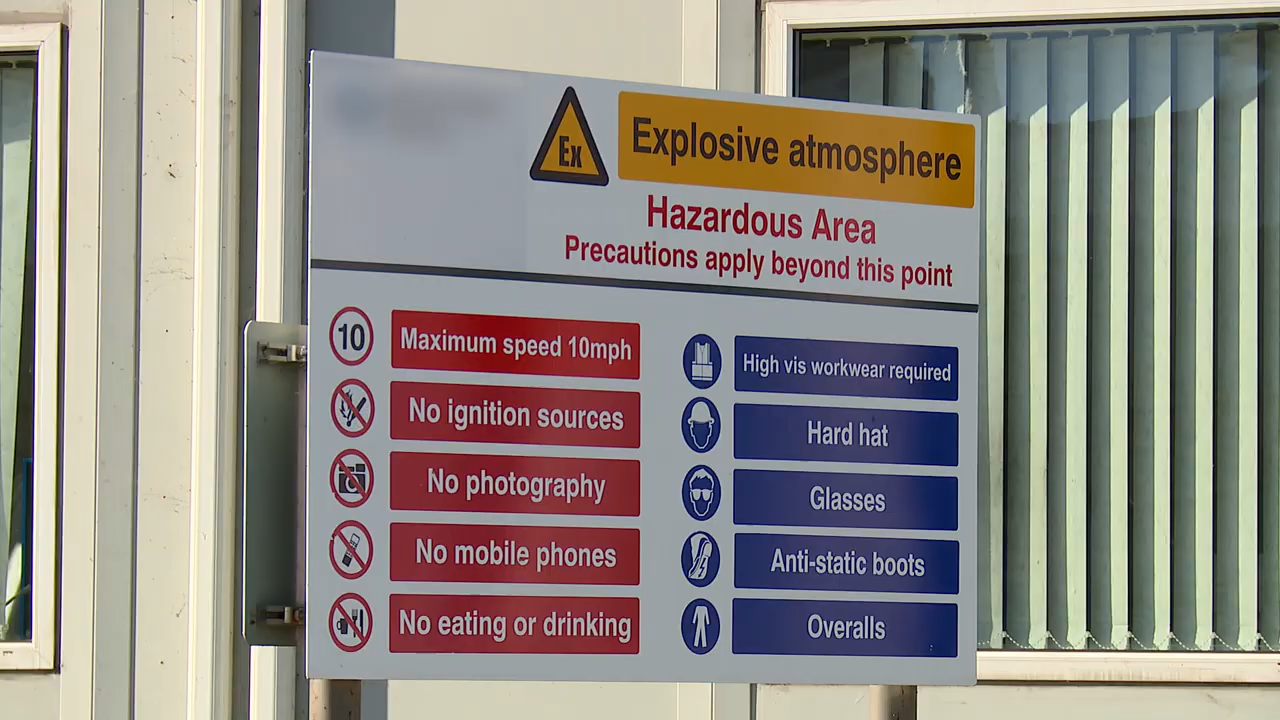 Ex
Explosive atmosphere
Hazardous Area
Precautions apply beyond this point
10
Maximum speed 10mph
No ignition sources
No photography
No mobile phones
No eating or drinking
High vis workwear required
Hard hat
Glasses
Anti-static boots
Overalls